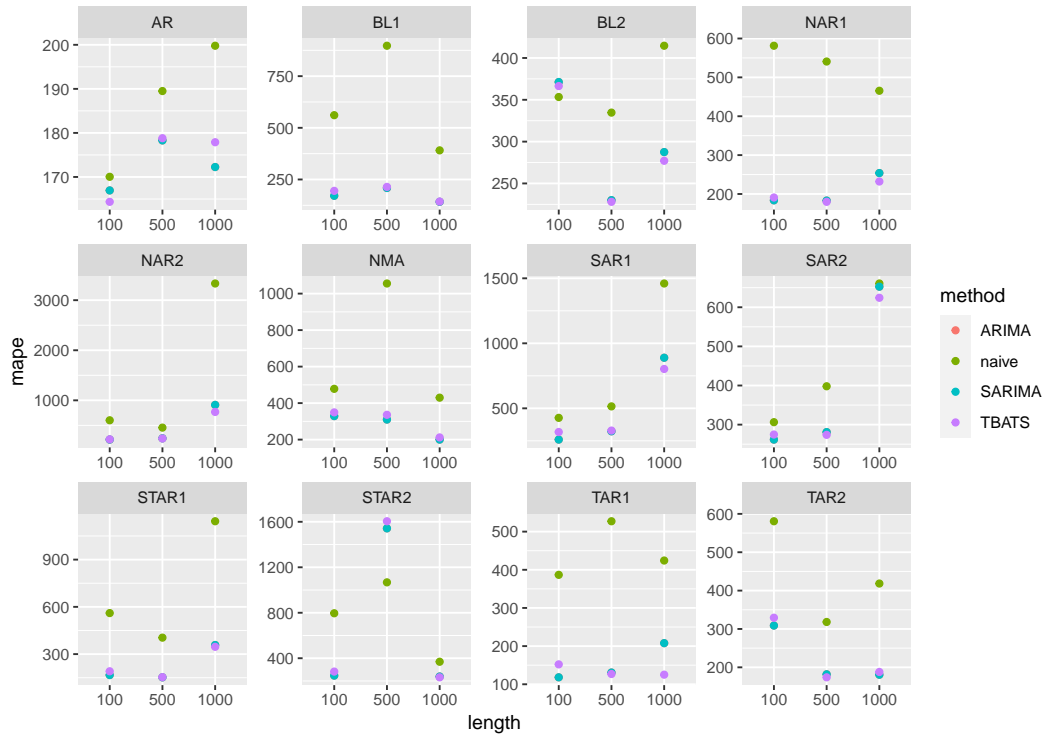 AR
BL1
BL2
NAR1
200
190
180
170
750
500
250
400
350
300
250
600
500
400
300
200
100 500 1000
100 500 1000
100 500 1000
100 500 1000
NAR2
NMA
SAR1
SAR2
3000
2000
1000
1000
800
600
400
200
1500
1000
500
600
500
400
300
100 500 1000
100 500 1000
100 500 1000
100 500 1000
STAR1
STAR2
TAR1
TAR2
900
600
300
1600
1200
800
400
500
400
300
200
100
600
500
400
300
200
100 500 1000
100 500 1000
100 500 1000
100 500 1000
mape
length
method
ARIMA
naive
SARIMA
TBATS